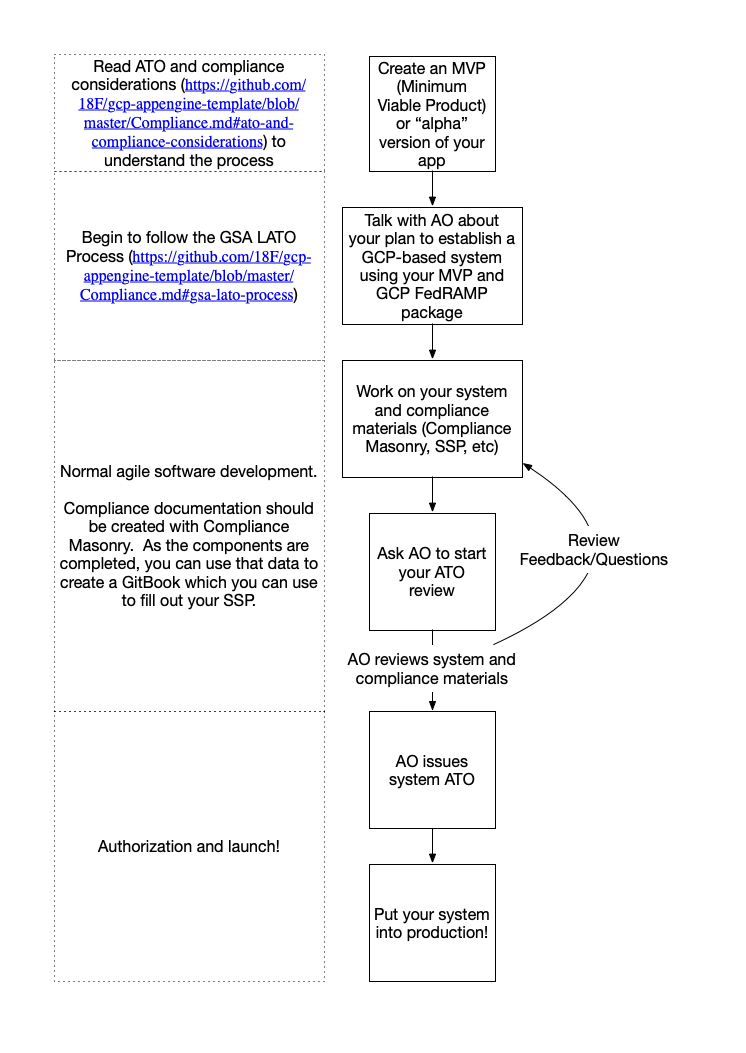 Read ATO and compliance
considerations (https://github.com/
18F/gcp-appengine-template/blob/
master/Compliance.md#ato-and-
compliance-considerations) to
understand the process
Create an MVP
(Minimum
Viable Product)
or “alpha”
version of your
app
Begin to follow the GSA LATO
Process (https://github.com/18F/gcp-
appengine-template/blob/master/
Compliance.md#gsa-lato-process)
Talk with AO about
your plan to establish a
GCP-based system
using your MVP and
GCP FedRAMP
package
Normal agile software development.
Compliance documentation should
be created with Compliance
Masonry.  As the components are
completed, you can use that data to
create a GitBook which you can use
to fill out your SSP.
Work on your system
and compliance
materials (Compliance
Masonry, SSP, etc)
Ask AO to start
your ATO
review
Review
Feedback/Questions
AO reviews system and
compliance materials
Authorization and launch!
AO issues
system ATO
Put your system
into production!